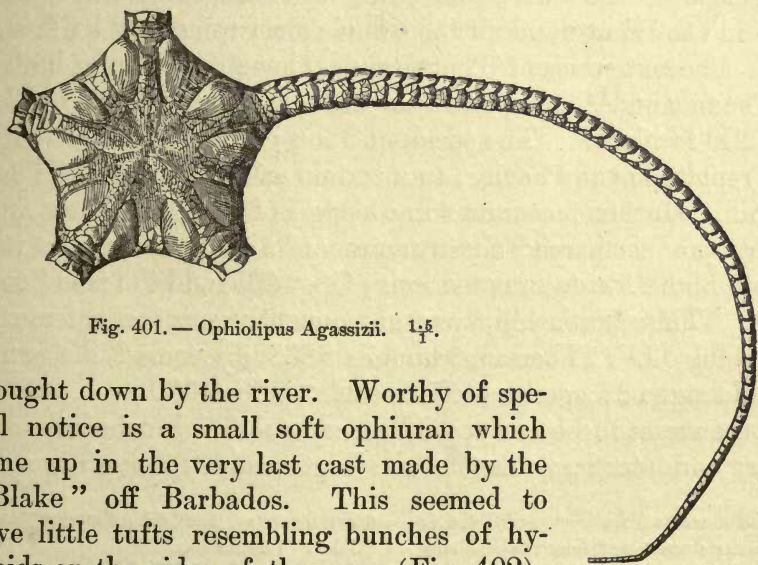 Fig. 401. — Ophiolipus Agassizii. 1.5/1.
ought down by the river. Worthy of spe-
l notice is a small soft ophiuran which
me up in the very last cast made by the
Blake" off Barbados. This seemed to
ve little tufts resembling bunches of hy-